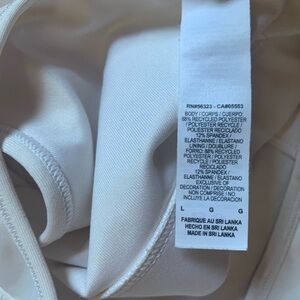 RN#56323 - CA#05553
BODY / CORPS / CUERPO:
88% RECYCLED POLYESTER
/ POLYESTER RECYCLE /
POLIESTER RECICLADO
12% SPANDEX /
ELASTHANNE / ELASTANO
LINING / DOUBLURE /
FORRO: 88% RECYCLED
POLYESTER / POLYESTER
RECYCLE / POLIESTER
RECICLADO
12% SPANDEX /
ELASTHANNE / ELASTANO
EXCLUSIVE OF
DECORATION / DECORATION
NON COMPRISE / NO
INCLUYE LA DECORACION
L G G
FABRIQUE AU SRI LANKA
HECHO EN SRI LANKA
MADE IN SRI LANKA